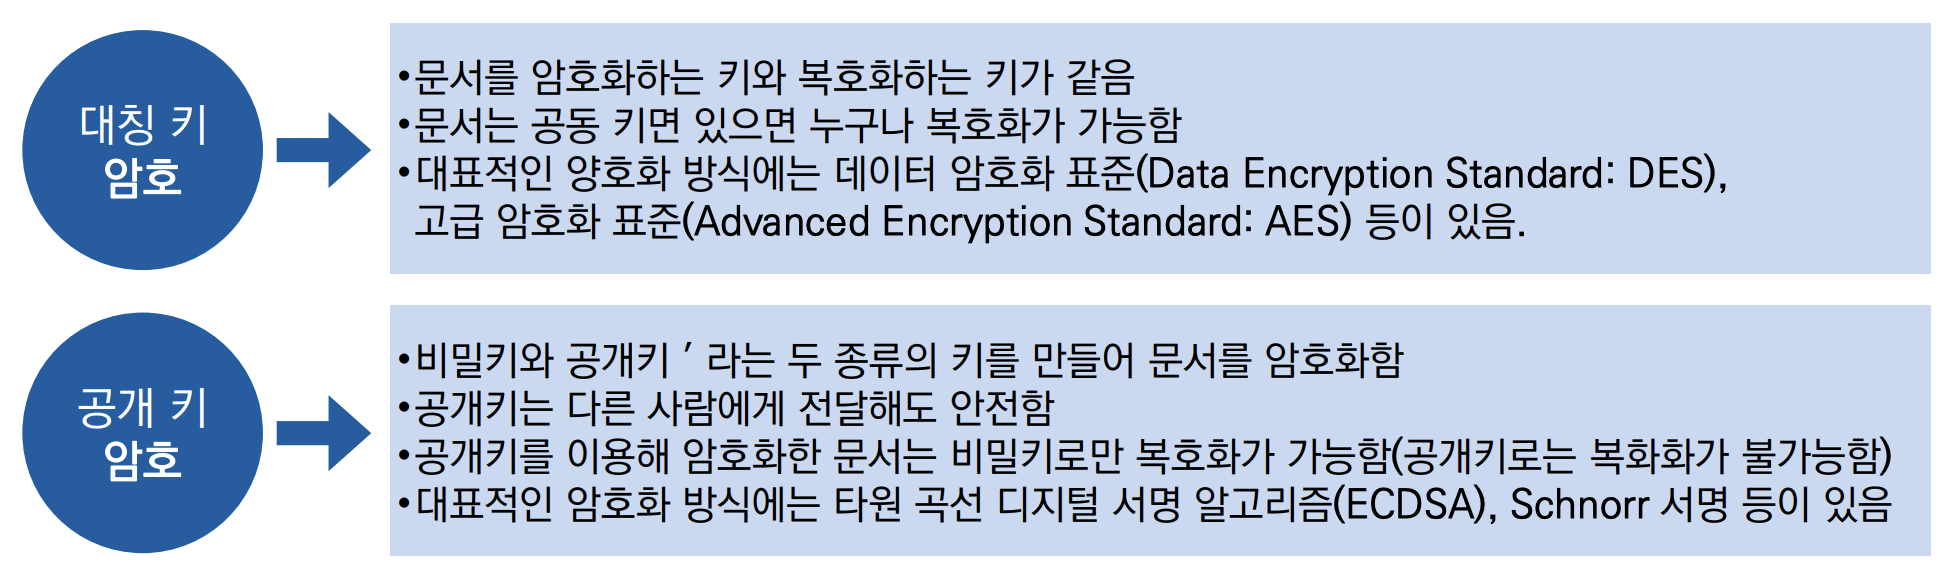 대칭 키
암호
•문서를 암호화하는 키와 복호화하는 키가 같음
•문서는 공동 키면 있으면 누구나 복호화가 가능함
•대표적인 양호화 방식에는 데이터 암호화 표준(Data Encryption Standard: DES),
고급 암호화 표준(Advanced Encryption Standard: AES) 등이 있음.
공개 키
암호
•비밀키와 공개키 ’ 라는 두 종류의 키를 만들어 문서를 암호화함
•공개키는 다른 사람에게 전달해도 안전함
•공개키를 이용해 암호화한 문서는 비밀키로만 복호화가 가능함(공개키로는 복화화가 불가능함)
•대표적인 암호화 방식에는 타원 곡선 디지털 서명 알고리즘(ECDSA), Schnorr 서명 등이 있음